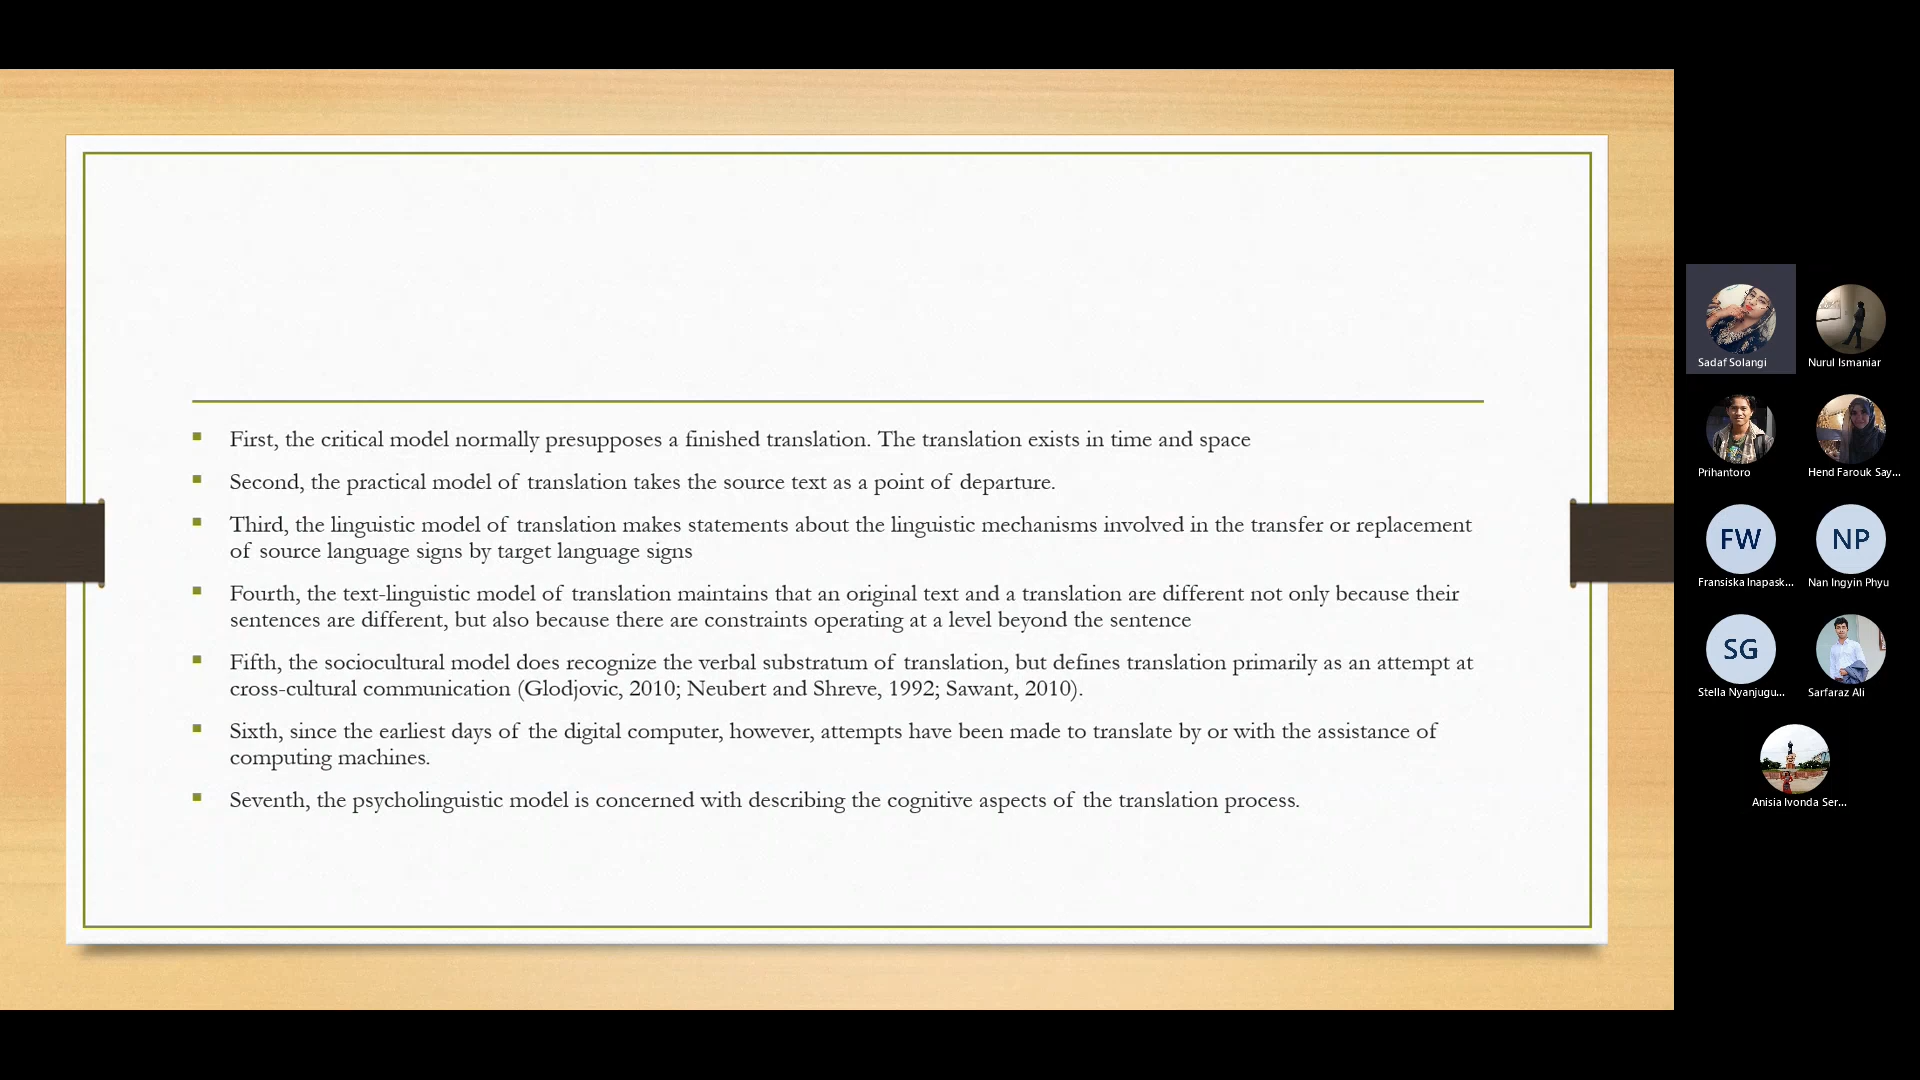 First, the critical model normally presupposes a finished translation. The translation exists in time and space
Second, the practical model of translation takes the source text as a point of departure.
Third, the linguistic model of translation makes statements about the linguistic mechanisms involved in the transfer or replacement
of source language signs by target language signs
Fourth, the text-linguistic model of translation maintains that an original text and a translation are different not only because their
sentences are different, but also because there are constraints operating at a level beyond the sentence
Fifth, the sociocultural model does recognize the verbal substratum of translation, but defines translation primarily as an attempt at
cross-cultural communication (Glodjovic, 2010; Neubert and Shreve, 1992; Sawant, 2010).
Sixth, since the earliest days of the digital computer, however, attempts have been made to translate by or with the assistance of
computing machines.
Seventh, the psycholinguistic model is concerned with describing the cognitive aspects of the translation process.
Sadaf Solangi
Nurul Ismaniar
Prihantoro
Hend Farouk Say...
FW
NP
Fransiska Inapask...
Nan Ingyin Phyu
SG
Stella Nyanjugu...
Sarfaraz Ali
Anisia Ivonda Ser...